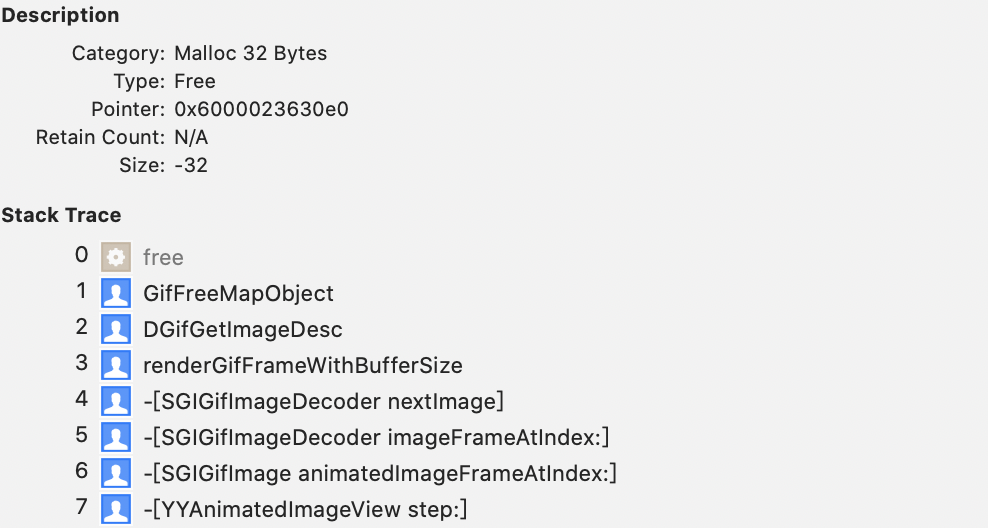 Description
Category: Malloc 32 Bytes
Type: Free
Pointer: 0x6000023630e0
Retain Count: N/A
Size: -32
Stack Trace
0 free
1 GifFreeMapObject
2 DGifGetImageDesc
3 renderGifFrameWithBufferSize
4 -[SGIGifImageDecoder nextImage]
5 -[SGIGifImageDecoder imageFrameAtIndex:]
6 -[SGIGifImage animatedImageFrameAtIndex:]
7 -[YYAnimatedImageView step:]